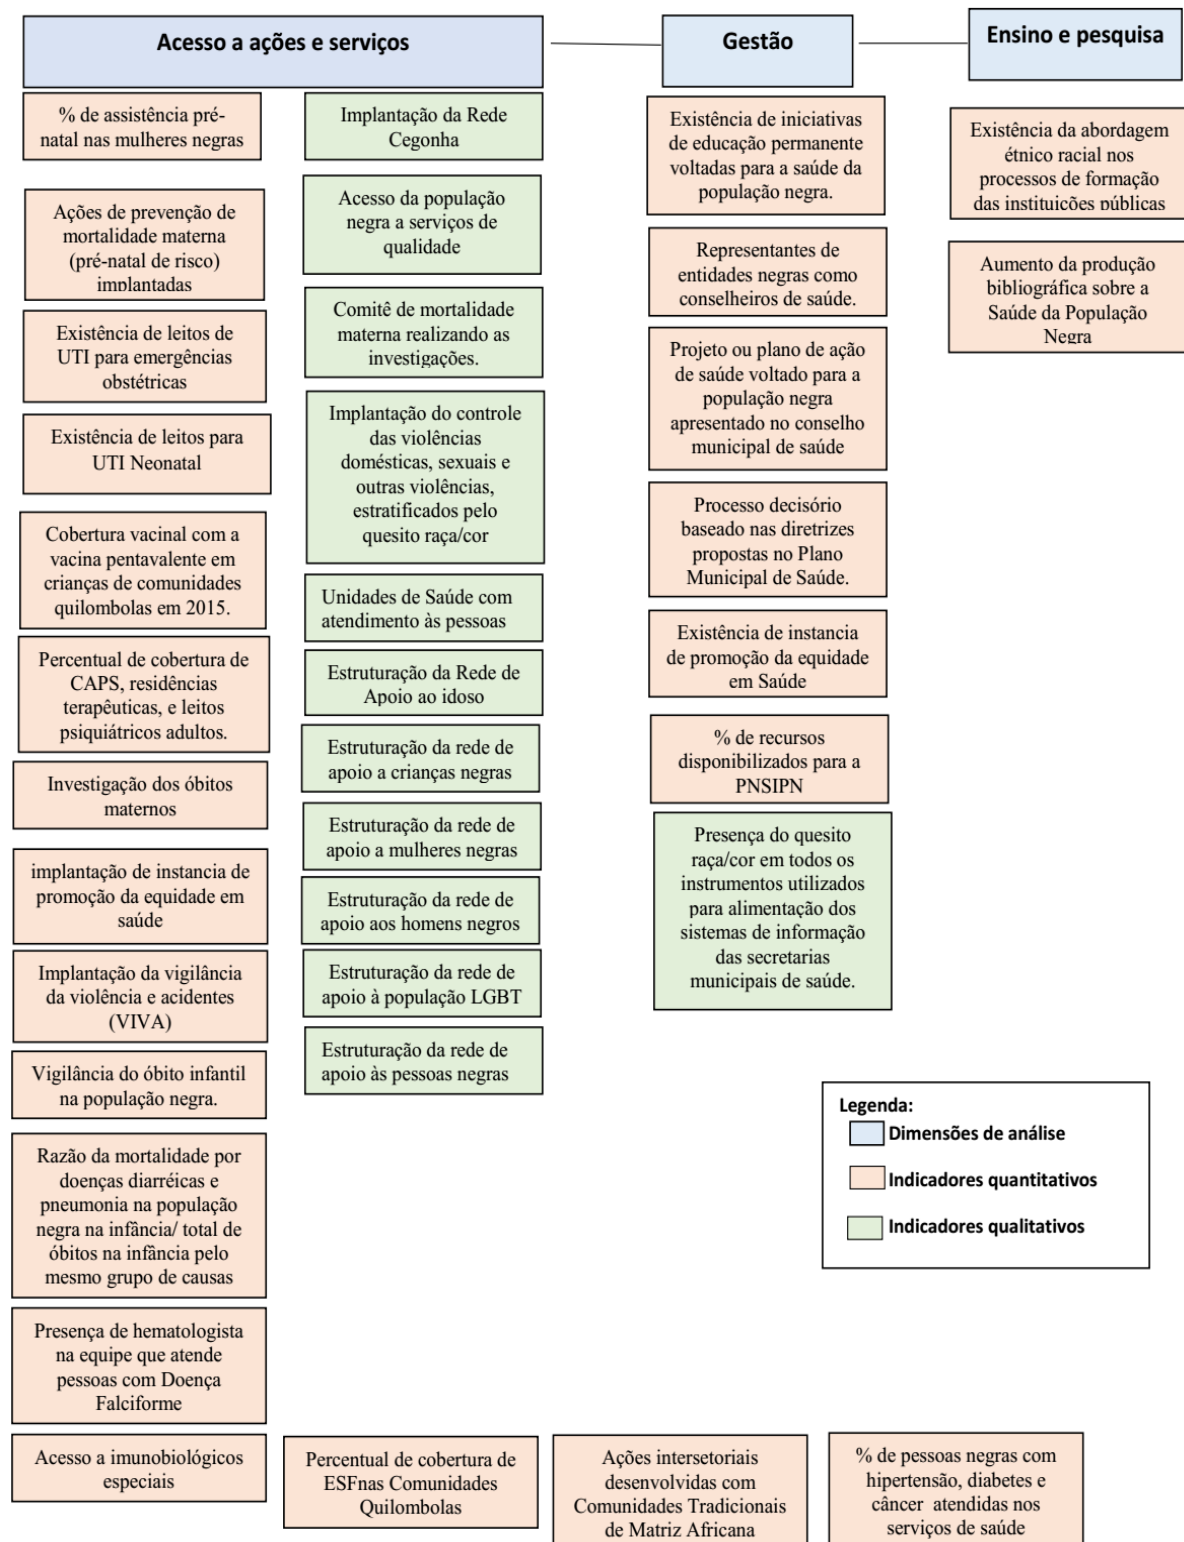 Acesso a ações e serviços
Gestão
Ensino e pesquisa
% de assistência pré-
natal nas mulheres negras
Ações de prevenção de
mortalidade materna
(pré-natal de risco)
implantadas
Existência de leitos de
UTI para emergências
obstétricas
Existência de leitos para
UTI Neonatal
Cobertura vacinal com a
vacina pentavalente em
crianças de comunidades
quilombolas em 2015.
Percentual de cobertura de
CAPS, residências
terapêuticas, e leitos
psiquiátricos adultos.
Investigação dos óbitos
maternos
implantação de instancia de
promoção da equidade em
saúde
Implantação da vigilância
da violência e acidentes
(VIVA)
Vigilância do óbito infantil
na população negra.
Razão da mortalidade por
doenças diarréicas e
pneumonia na população
negra na infância/ total de
óbitos na infância pelo
mesmo grupo de causas
Presença de hematologista
na equipe que atende
pessoas com Doença
Falciforme
Acesso a imunobiológicos
especiais
Implantação da Rede
Cegonha
Acesso da população
negra a serviços de
qualidade
Comitê de mortalidade
materna realizando as
investigações.
Implantação do controle
das violências
domésticas, sexuais e
outras violências,
estratificados pelo
quesito raça/cor
Unidades de Saúde com
atendimento às pessoas
Estruturação da Rede de
Apoio ao idoso
Estruturação da rede de
apoio a crianças negras
Estruturação da rede de
apoio a mulheres negras
Estruturação da rede de
apoio aos homens negros
Estruturação da rede de
apoio à população LGBT
Estruturação da rede de
apoio às pessoas negras
Percentual de cobertura de
ESFnas Comunidades
Quilombolas
Existência de iniciativas
de educação permanente
voltadas para a saúde da
população negra.
Representantes de
entidades negras como
conselheiros de saúde.
Projeto ou plano de ação
de saúde voltado para a
população negra
apresentado no conselho
municipal de saúde
Processo decisório
baseado nas diretrizes
propostas no Plano
Municipal de Saúde.
Existência de instancia
de promoção da equidade
em Saúde
% de recursos
disponibilizados para a
PNSIPN
Presença do quesito
raça/cor em todos os
instrumentos utilizados
para alimentação dos
sistemas de informação
das secretarias
municipais de saúde.
Ações intersetoriais
desenvolvidas com
Comunidades Tradicionais
de Matriz Africana
Existência da abordagem
étnico racial nos
processos de formação
das instituições públicas
Aumento da produção
bibliográfica sobre a
Saúde da População
Negra
Legenda:
Dimensões de análise
Indicadores quantitativos
Indicadores qualitativos
% de pessoas negras com
hipertensão, diabetes e
câncer atendidas nos
serviços de saúde